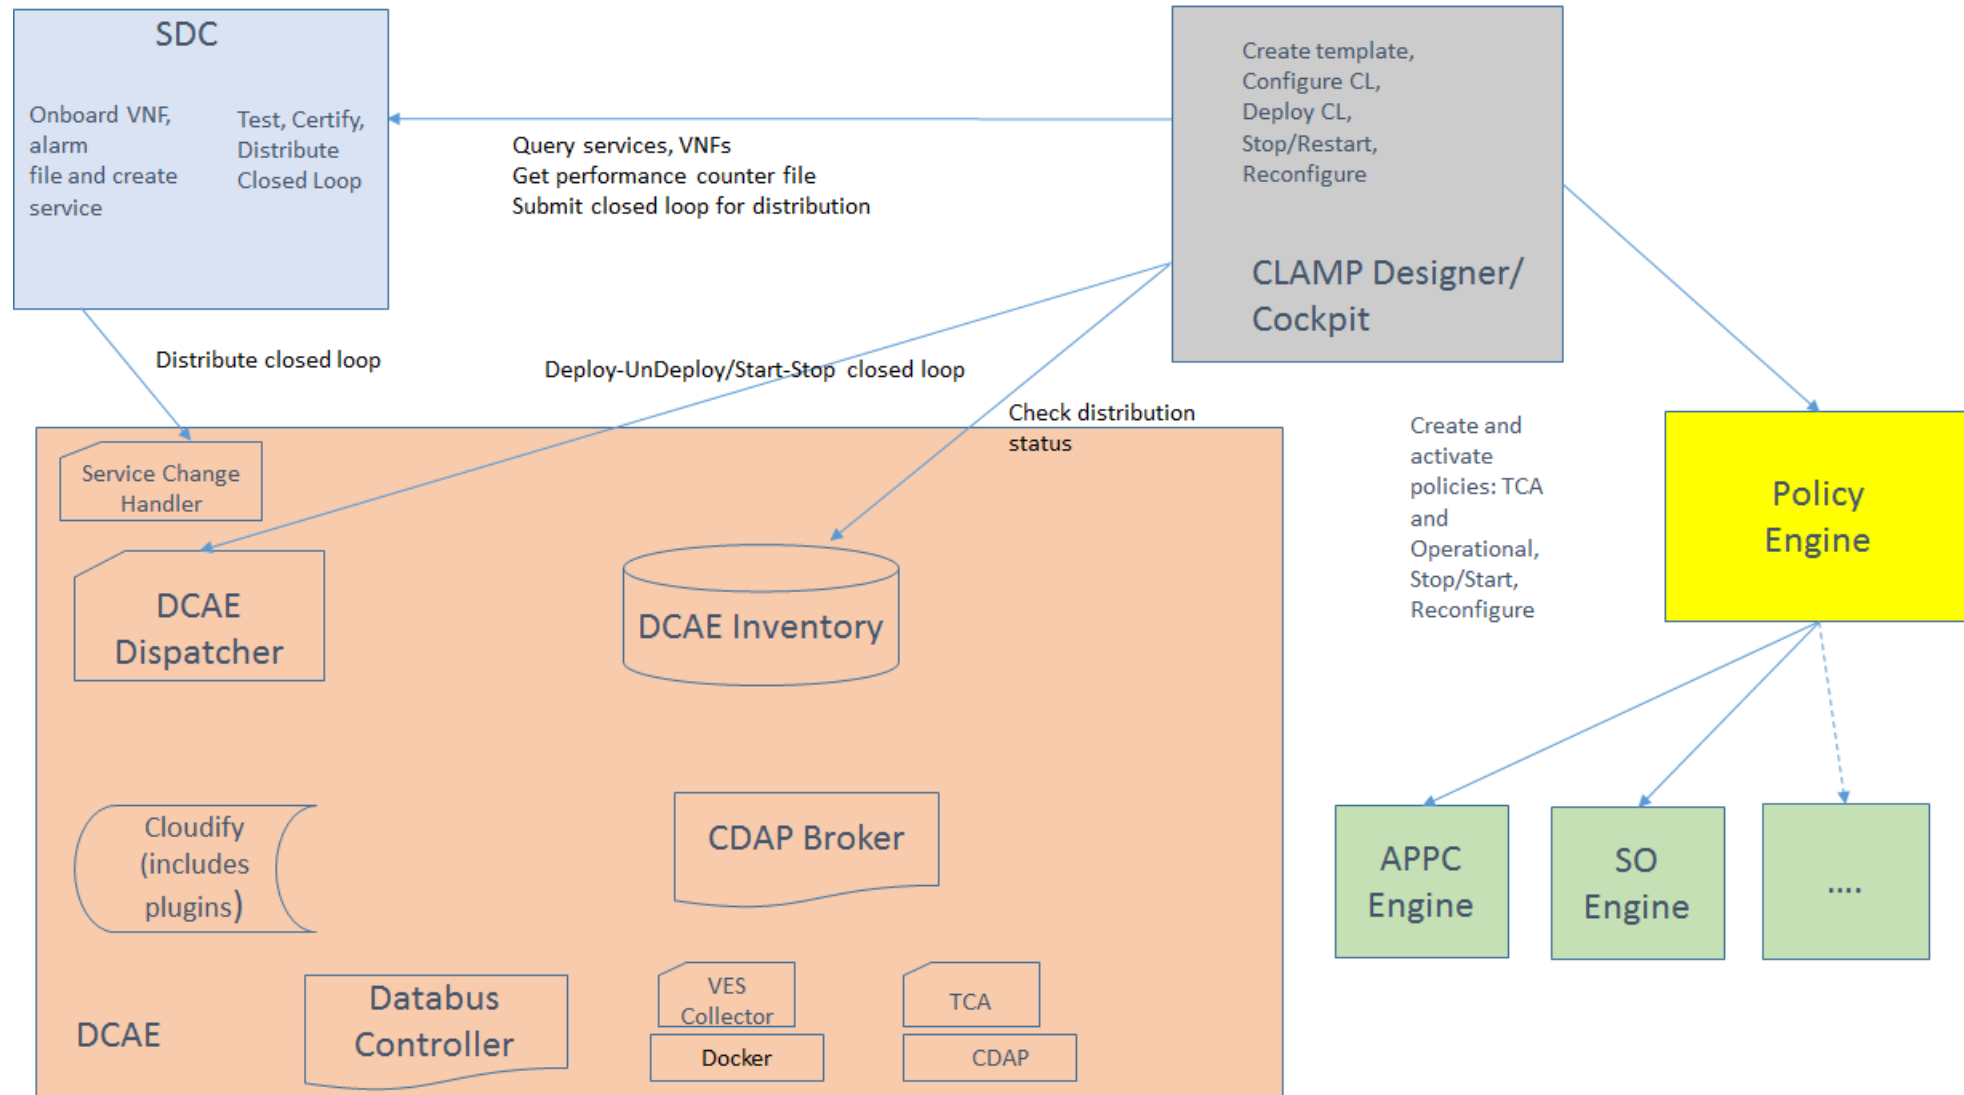 SDC
Onboard VNF,
alarm
file and create
service
Test, Certify,
Distribute
Closed Loop
Query services, VNFs
Get performance counter file
Submit closed loop for distribution
Create template,
Configure CL,
Deploy CL,
Stop/Restart,
Reconfigure
CLAMP Designer/
Cockpit
Distribute closed loop
Deploy-UnDeploy/Start-Stop closed loop
Check distribution
status
Create and
activate
policies: TCA
and
Operational,
Stop/Start,
Reconfigure
Policy
Engine
Service Change
Handler
DCAE
Dispatcher
DCAE Inventory
Cloudify
(includes
plugins)
CDAP Broker
APPC
Engine
SO
Engine
....
DCAE
Databus
Controller
VES
Collector
Docker
TCA
CDAP